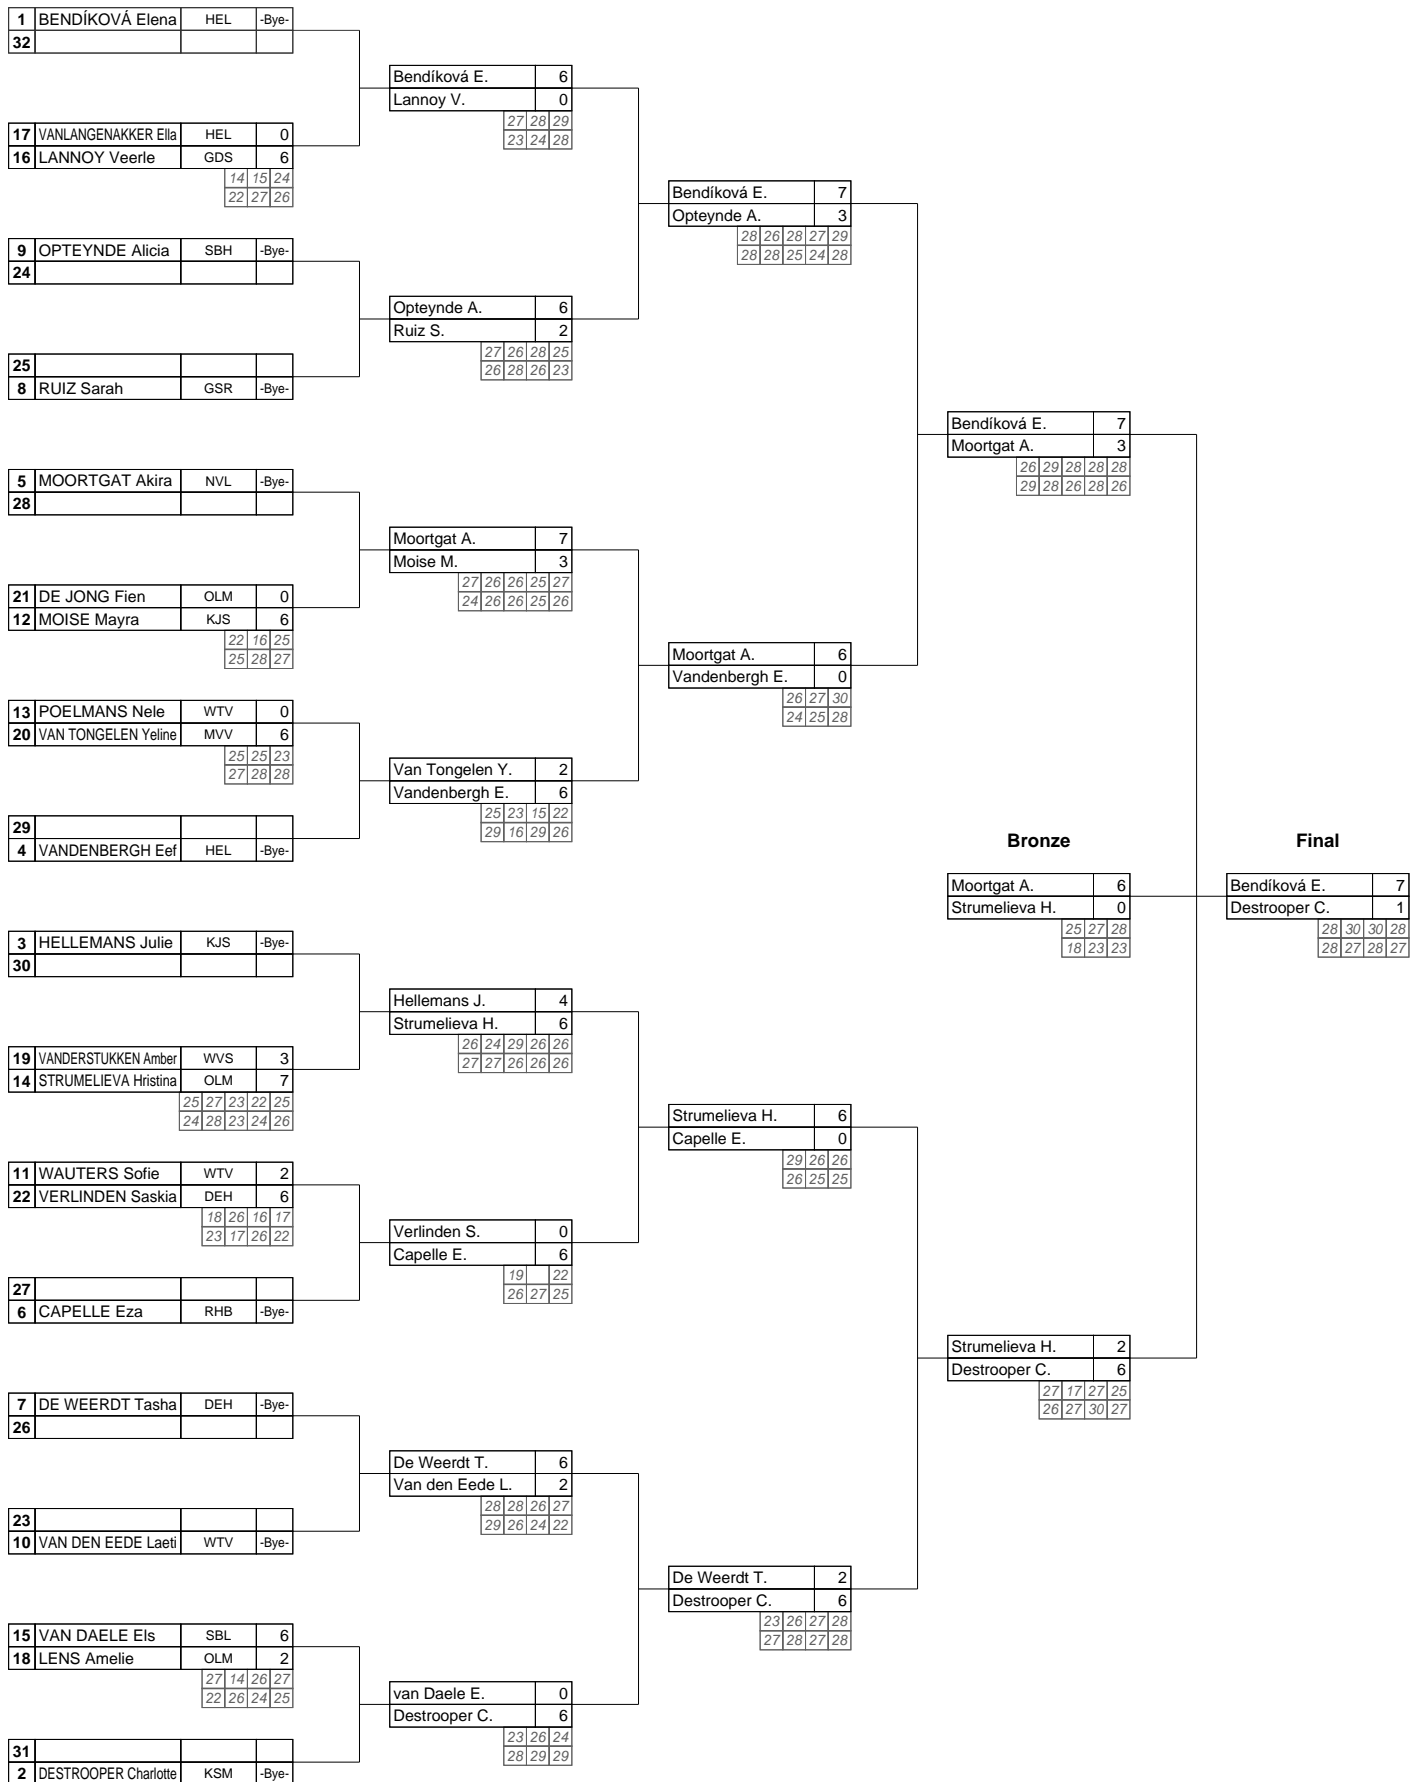 1 BENDÍKOVÁ Elena HEL -Bye-
32
Bendíková E. 6
Lannoy V. 0
27 28 29
23 24 28
17 VANLANGENAKKER Ella HEL 0
16 LANNOY Veerle GDS 6
14 15 24
22 27 26
Bendíková E. 7
Opteynde A. 3
28 26 28 27 29
28 28 25 24 28
9 OPTEYNDE Alicia SBH -Bye-
24
Opteynde A. 6
Ruiz S. 2
27 26 28 25
26 28 26 23
25
8 RUIZ Sarah GSR -Bye-
Bendíková E. 7
Moortgat A. 3
26 29 28 28 28
29 28 26 28 26
5 MOORTGAT Akira NVL -Bye-
28
Moortgat A. 7
Moise M. 3
27 26 26 25 27
24 26 26 25 26
21 DE JONG Fien OLM 0
12 MOISE Mayra KJS 6
22 16 25
25 28 27
Moortgat A. 6
Vandenbergh E. 0
26 27 30
24 25 28
13 POELMANS Nele WTV 0
20 VAN TONGELEN Yeline MVV 6
25 25 23
27 28 28
Van Tongelen Y. 2
Vandenbergh E. 6
25 23 15 22
29 16 29 26
29
4 VANDENBERGH Eef HEL -Bye-
Bronze Final
Moortgat A. 6 Bendíková E. 7
Strumelieva H. 0 Destrooper C. 1
25 27 28 28 30 30 28
18 23 23 28 27 28 27
3 HELLEMANS Julie KJS -Bye-
30
Hellemans J. 4
Strumelieva H. 6
26 24 29 26 26
27 27 26 26 26
19 VANDERSTUKKEN Amber WVS 3
14 STRUMELIEVA Hristina OLM 7
25 27 23 22 25
24 28 23 24 26
Strumelieva H. 6
Capelle E. 0
29 26 26
26 25 25
11 WAUTERS Sofie WTV 2
22 VERLINDEN Saskia DEH 6
18 26 16 17
23 17 26 22
Verlinden S. 0
Capelle E. 6
19 22
26 27 25
27
6 CAPELLE Eza RHB -Bye-
Strumelieva H. 2
Destrooper C. 6
27 17 27 25
26 27 30 27
7 DE WEERDT Tasha DEH -Bye-
26
De Weerdt T. 6
Van den Eede L. 2
28 28 26 27
29 26 24 22
23
10 VAN DEN EEDE Laeti WTV -Bye-
De Weerdt T. 2
Destrooper C. 6
23 26 27 28
27 28 27 28
15 VAN DAELE Els SBL 6
18 LENS Amelie OLM 2
27 14 26 27
22 26 24 25
van Daele E. 0
Destrooper C. 6
23 26 24
28 29 29
31
2 DESTROOPER Charlotte KSM -Bye-